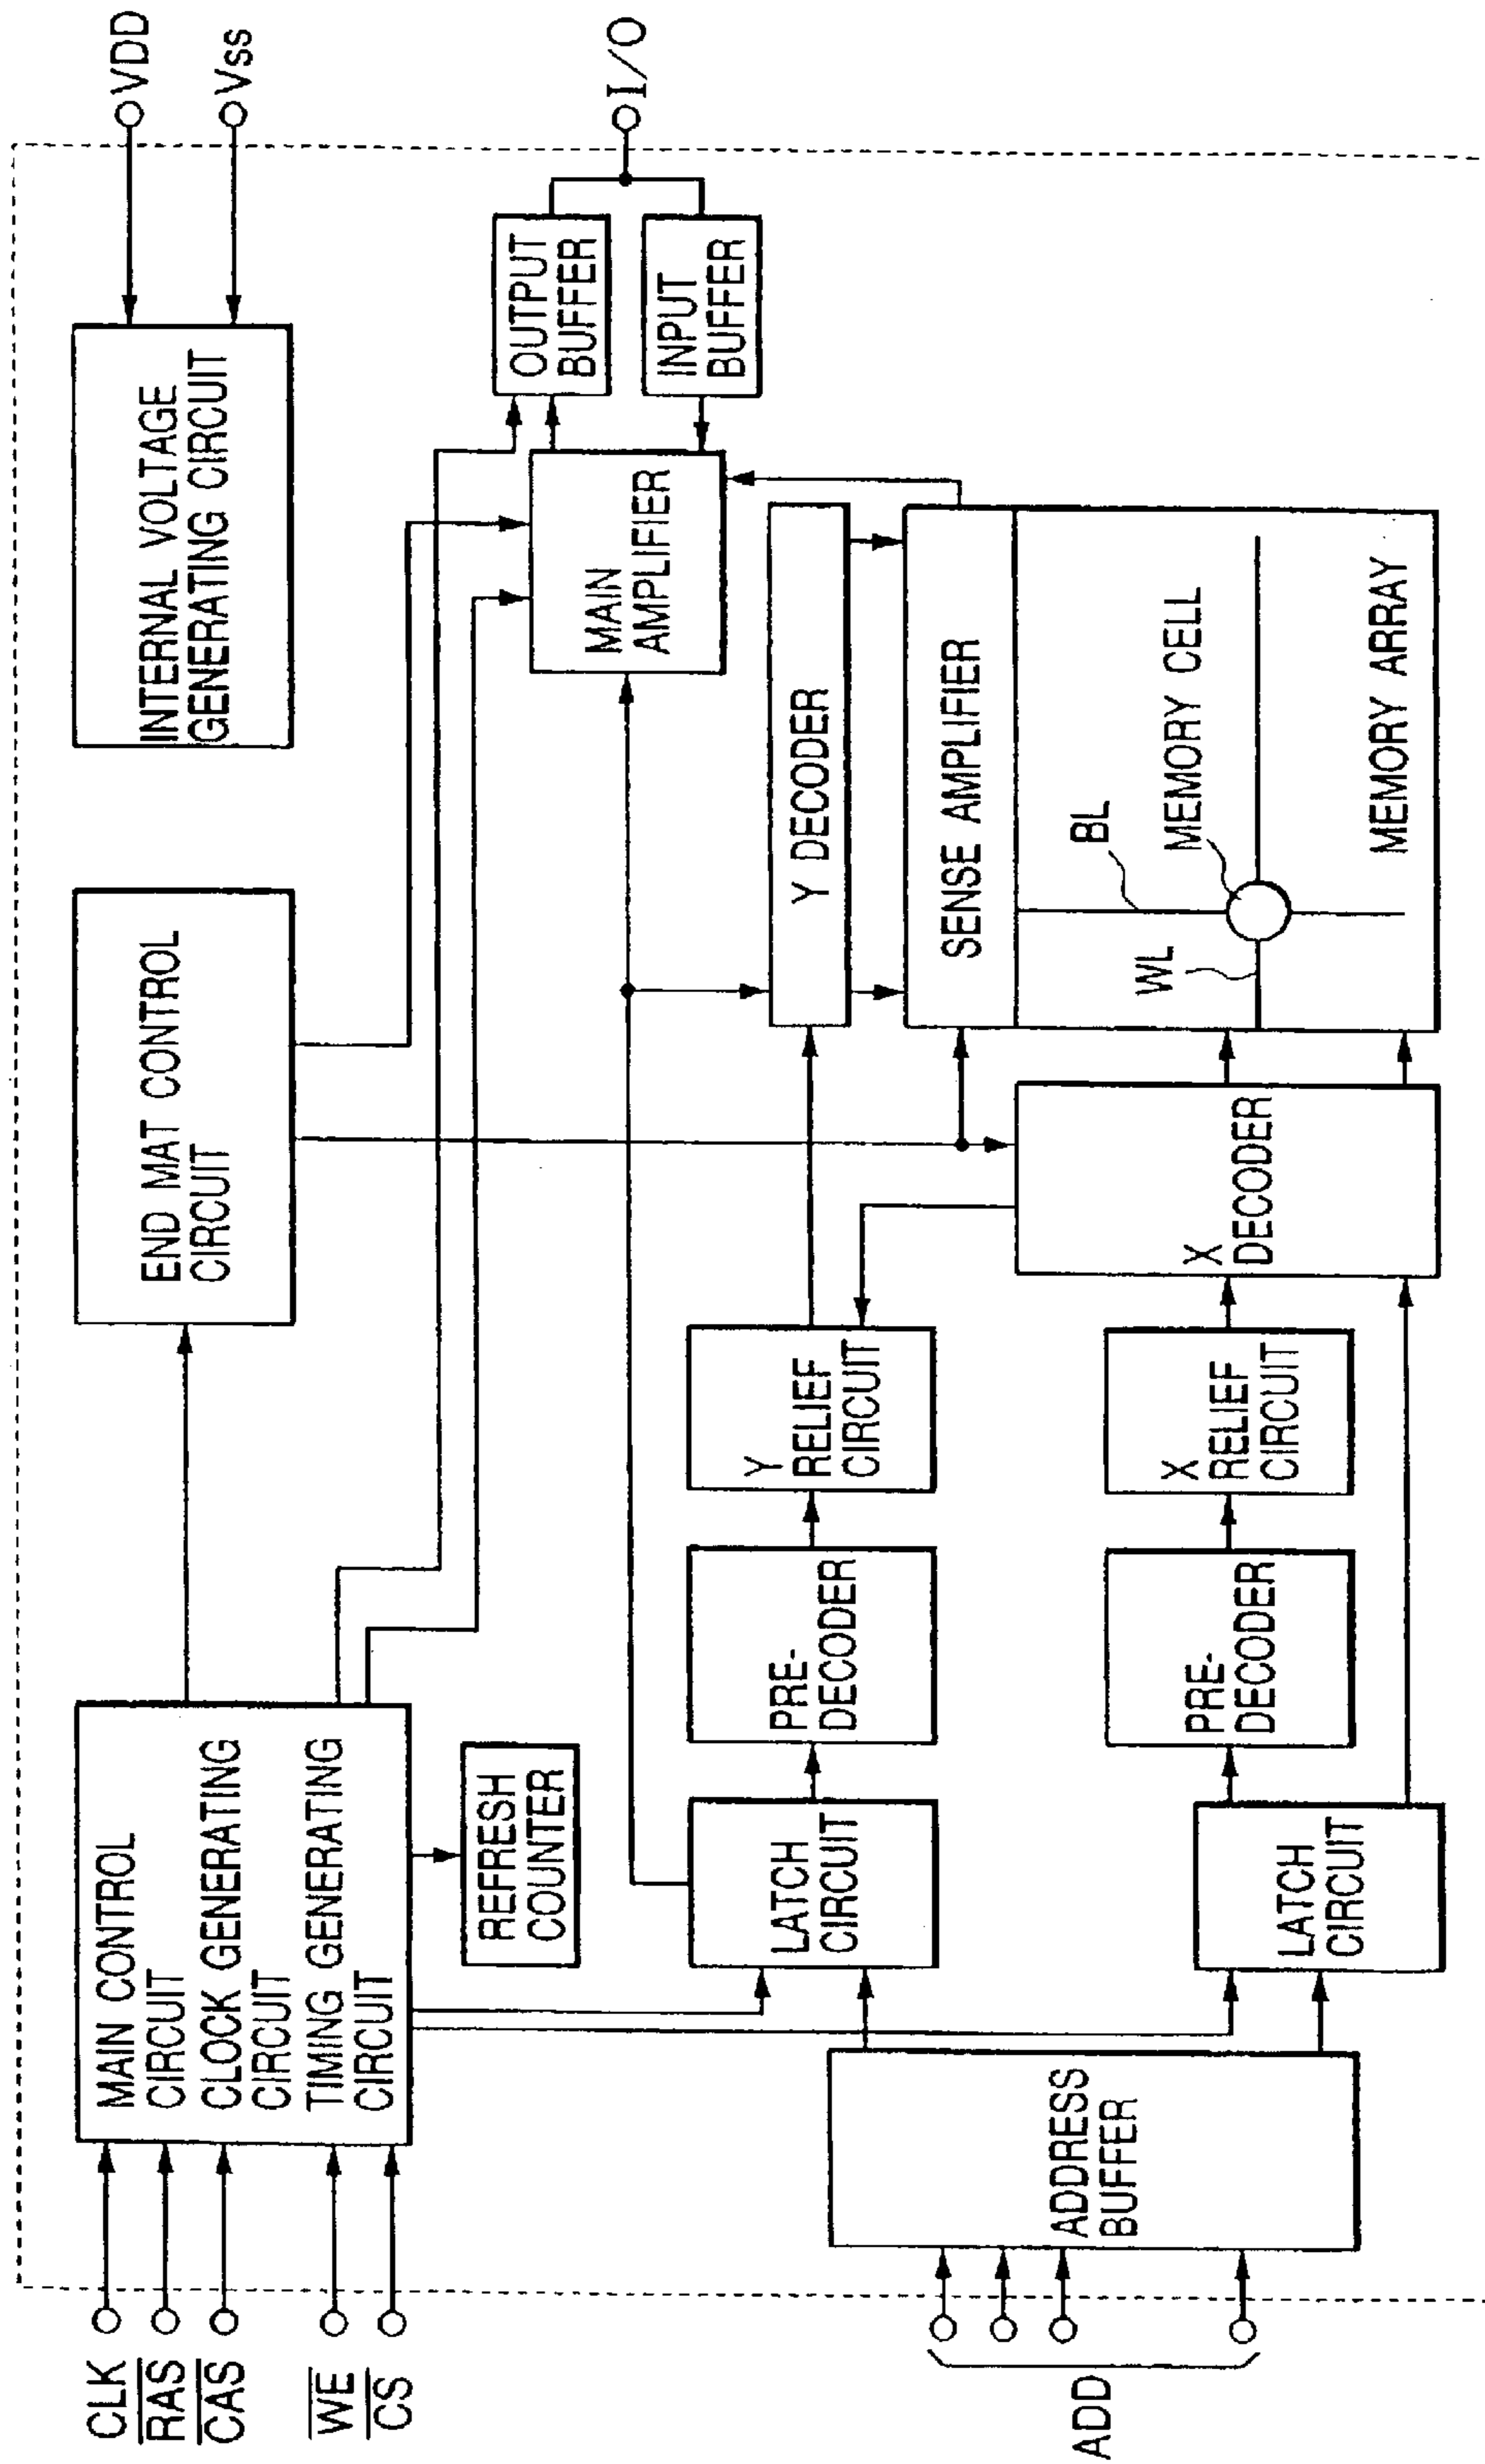 CLK
RAS
CAS
WE
CS
MAIN CONTROL
CIRCUIT
CLOCK GENERATING
CIRCUIT
TIMING GENERATING
CIRCUIT
END MAT CONTROL
CIRCUIT
INTERNAL VOLTAGE
GENERATING CIRCUIT
VDD
Vss
REFRESH
COUNTER
MAIN
AMPLIFIER
OUTPUT
BUFFER
INPUT
BUFFER
I/O
LATCH
CIRCUIT
PRE-
DECODER
Y
RELIEF
CIRCUIT
Y DECODER
ADD
ADDRESS
BUFFER
LATCH
CIRCUIT
PRE-
DECODER
X
RELIEF
CIRCUIT
X
DECODER
SENSE AMPLIFIER
WL
BL
MEMORY CELL
MEMORY ARRAY